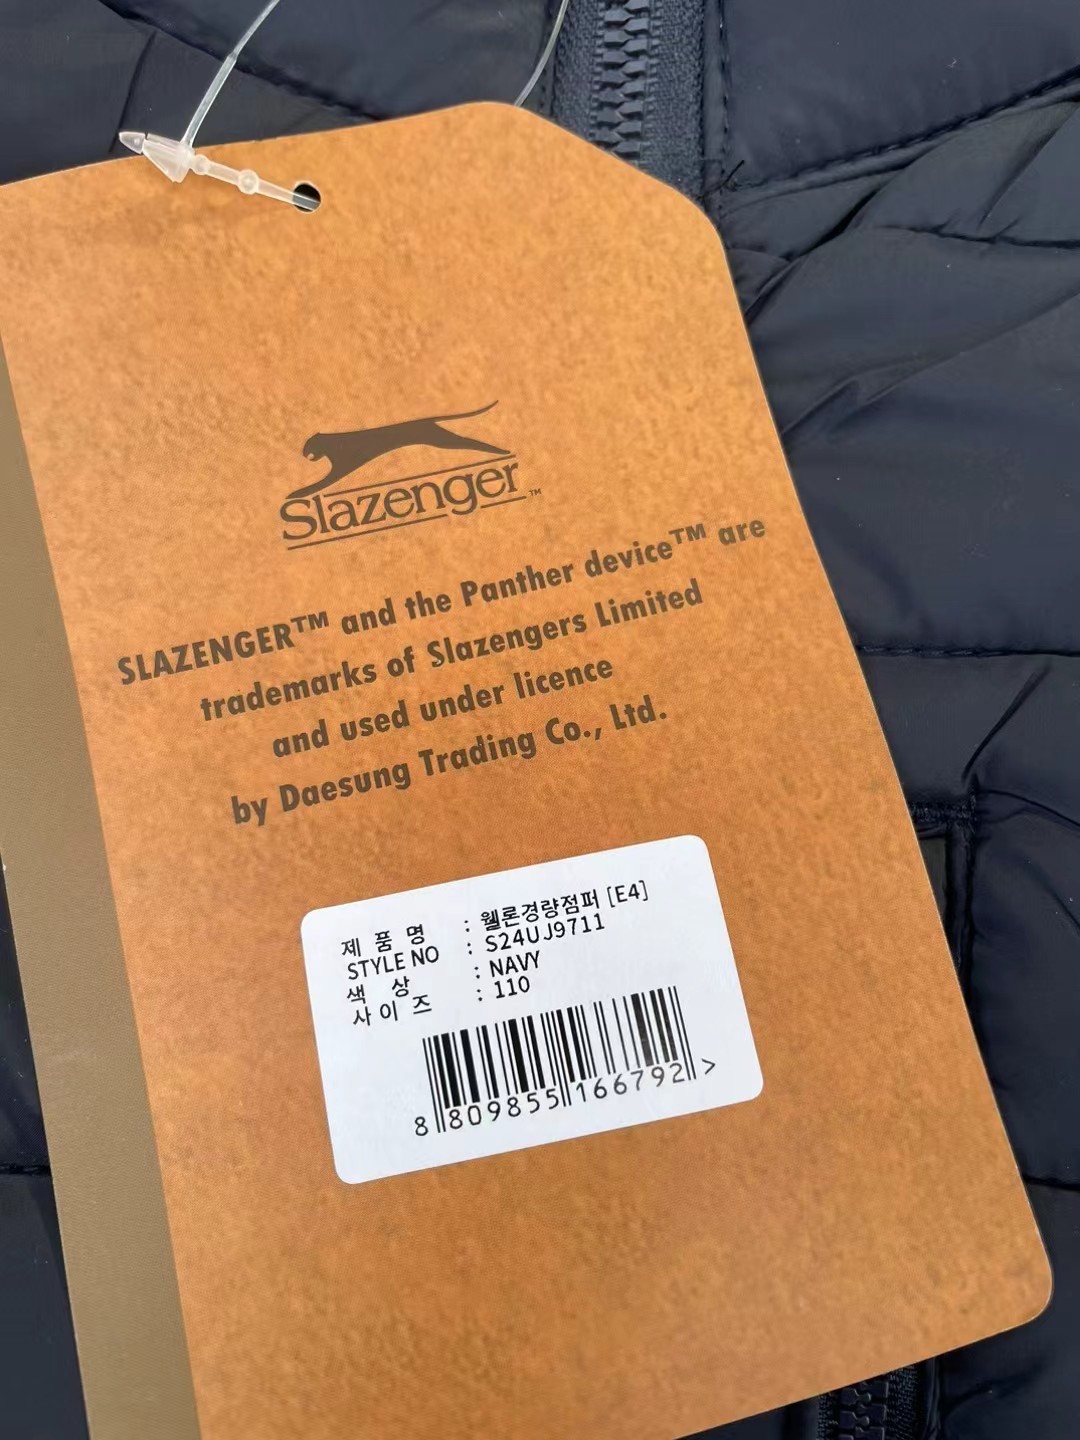 Slazenger™
SLAZENGER™ and the Panther device™ are
trademarks of Slazengers Limited
and used under licence
by Daesung Trading Co., Ltd.
제 품 명 : 웰론경량점퍼 [E4]
STYLE NO : S24UJ9711
색 상 : NAVY
사 이 즈 : 110
8 809855 166792 >